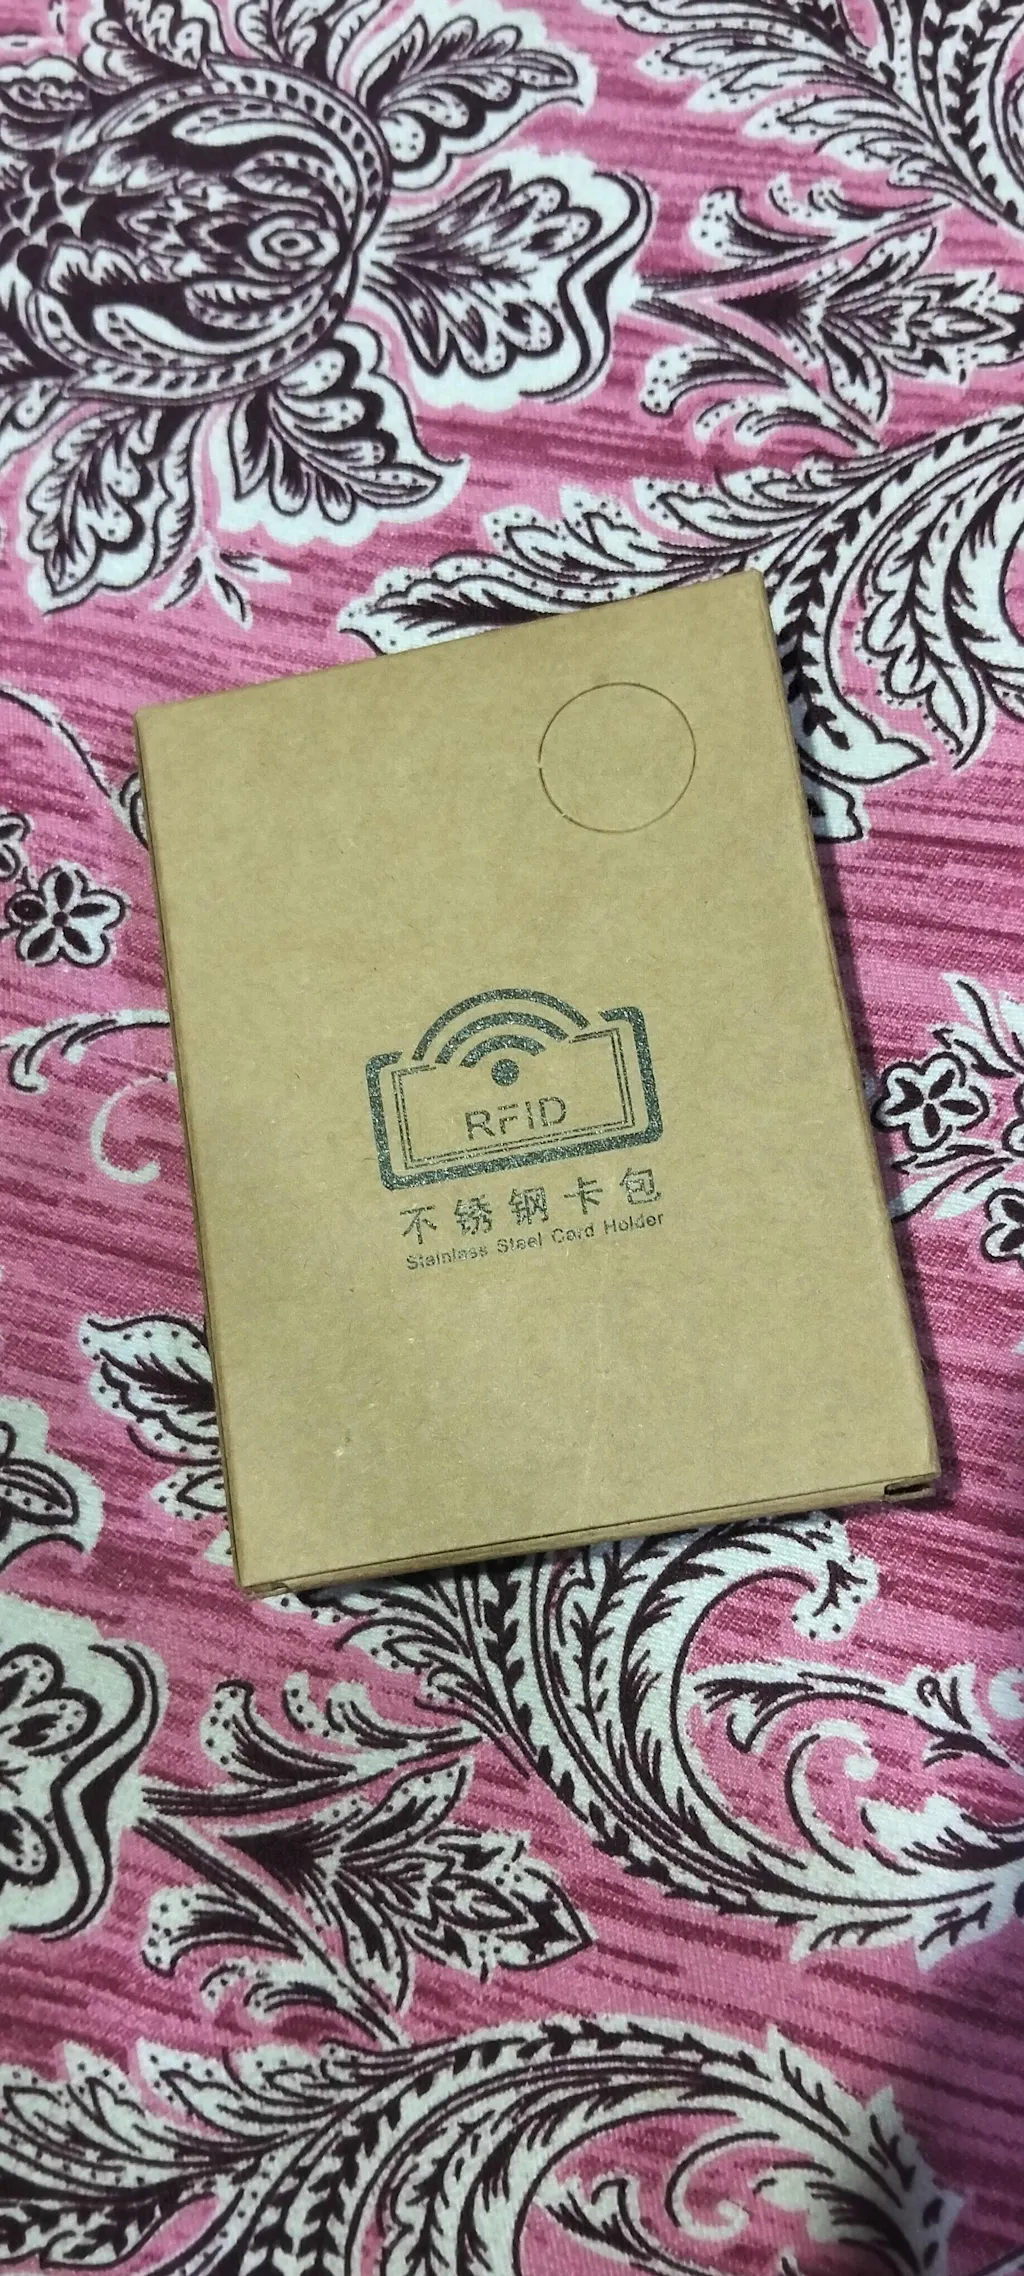 RFID
不锈钢卡包
Stainless Steel Card Holder